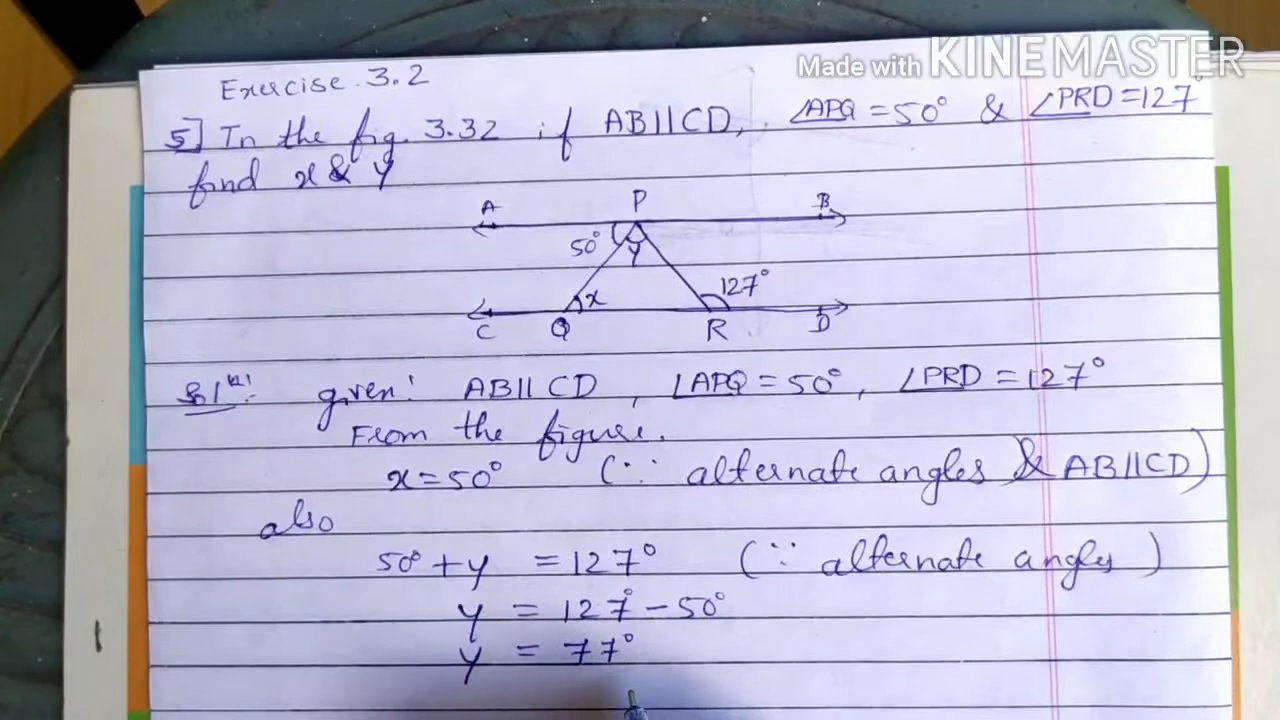 Made with KINEMASTER
Exercise. 3.2
5] In the fig. 3.32 if AB||CD, ∠APQ = 50° & ∠PRD = 127°
find x & y
A P B
50° y
x 127°
C Q R D
Solⁿ: given: AB||CD, ∠APQ = 50°, ∠PRD = 127°
From the figure.
x = 50° (∵ alternate angles & AB||CD)
also
50° + y = 127° (∵ alternate angles)
y = 127° - 50°
y = 77°